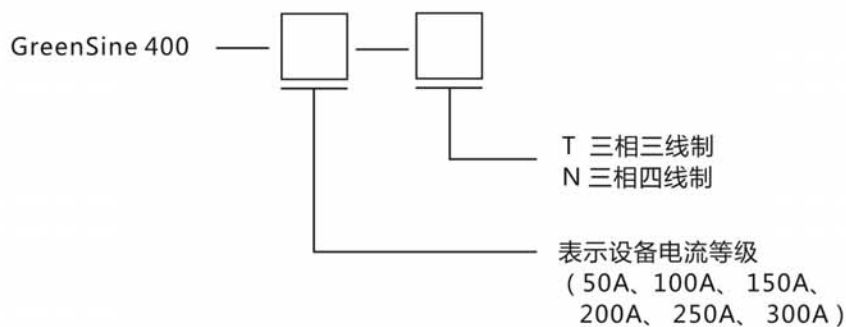 GreenSine 400
T 三相三线制
N 三相四线制
表示设备电流等级
(50A、100A、 150A、
200A、 250A、 300A)